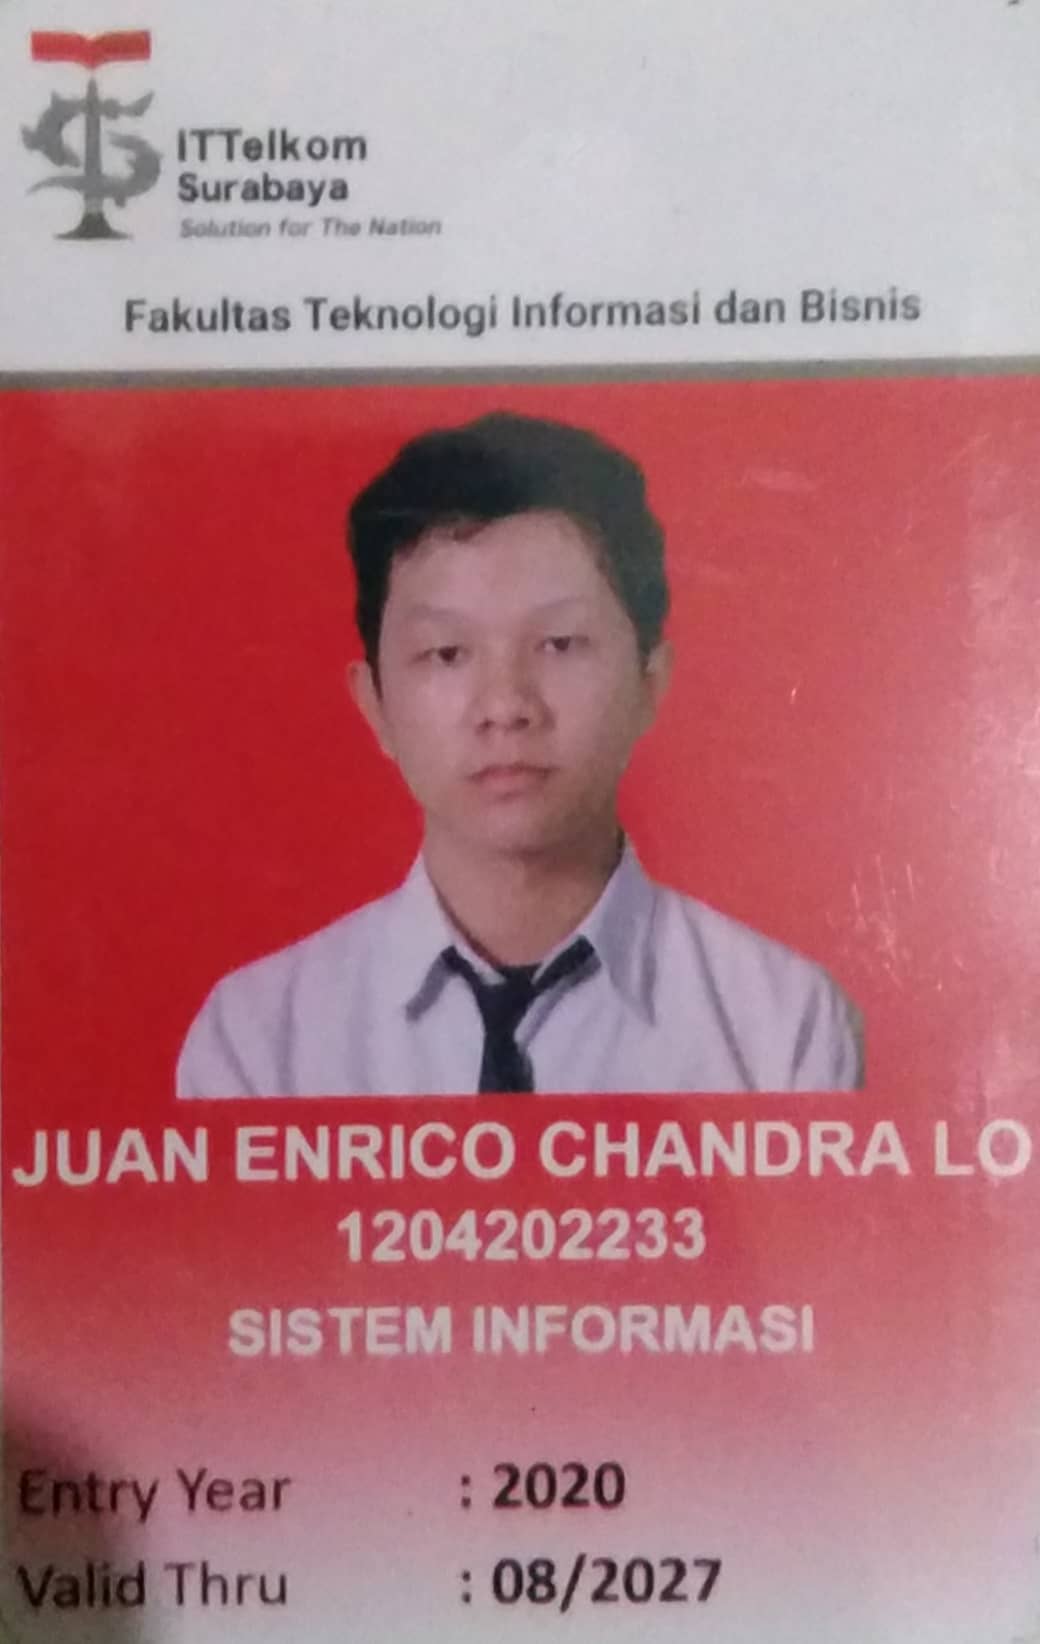 ITTelkom
Surabaya
Solution for The Nation
Fakultas Teknologi Informasi dan Bisnis
JUAN ENRICO CHANDRA LO
1204202233
SISTEM INFORMASI
Entry Year : 2020
Valid Thru : 08/2027